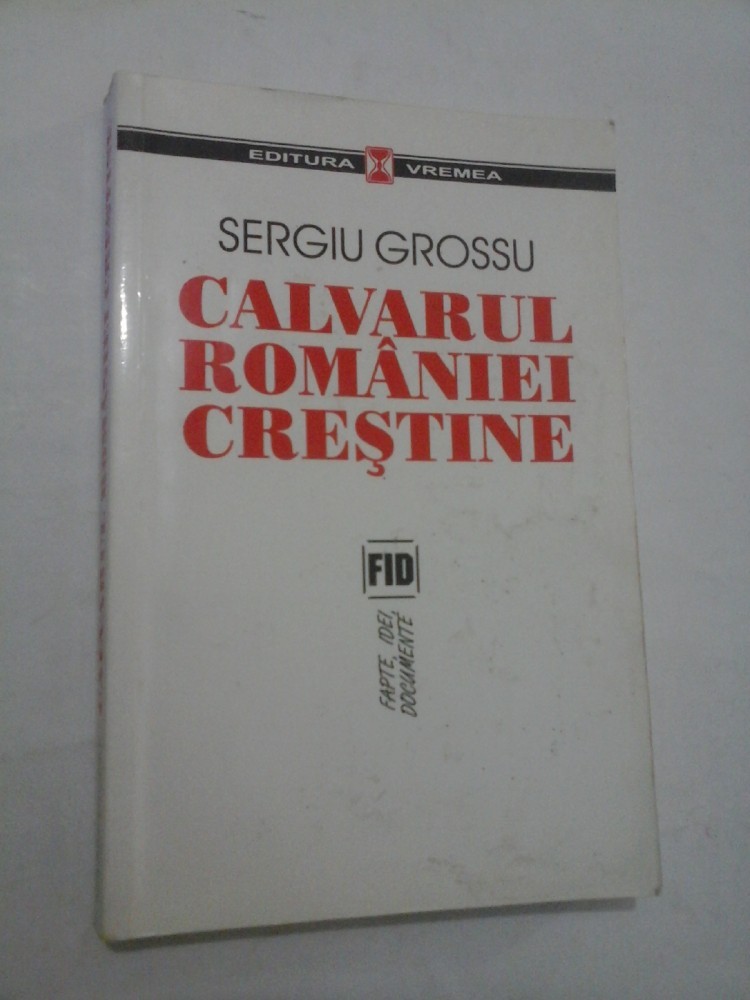 EDITURA VREMEA
SERGIU GROSSU
CALVARUL
ROMÂNIEI
CREŞTINE
FID
FAPTE, IDEI,
DOCUMENTE